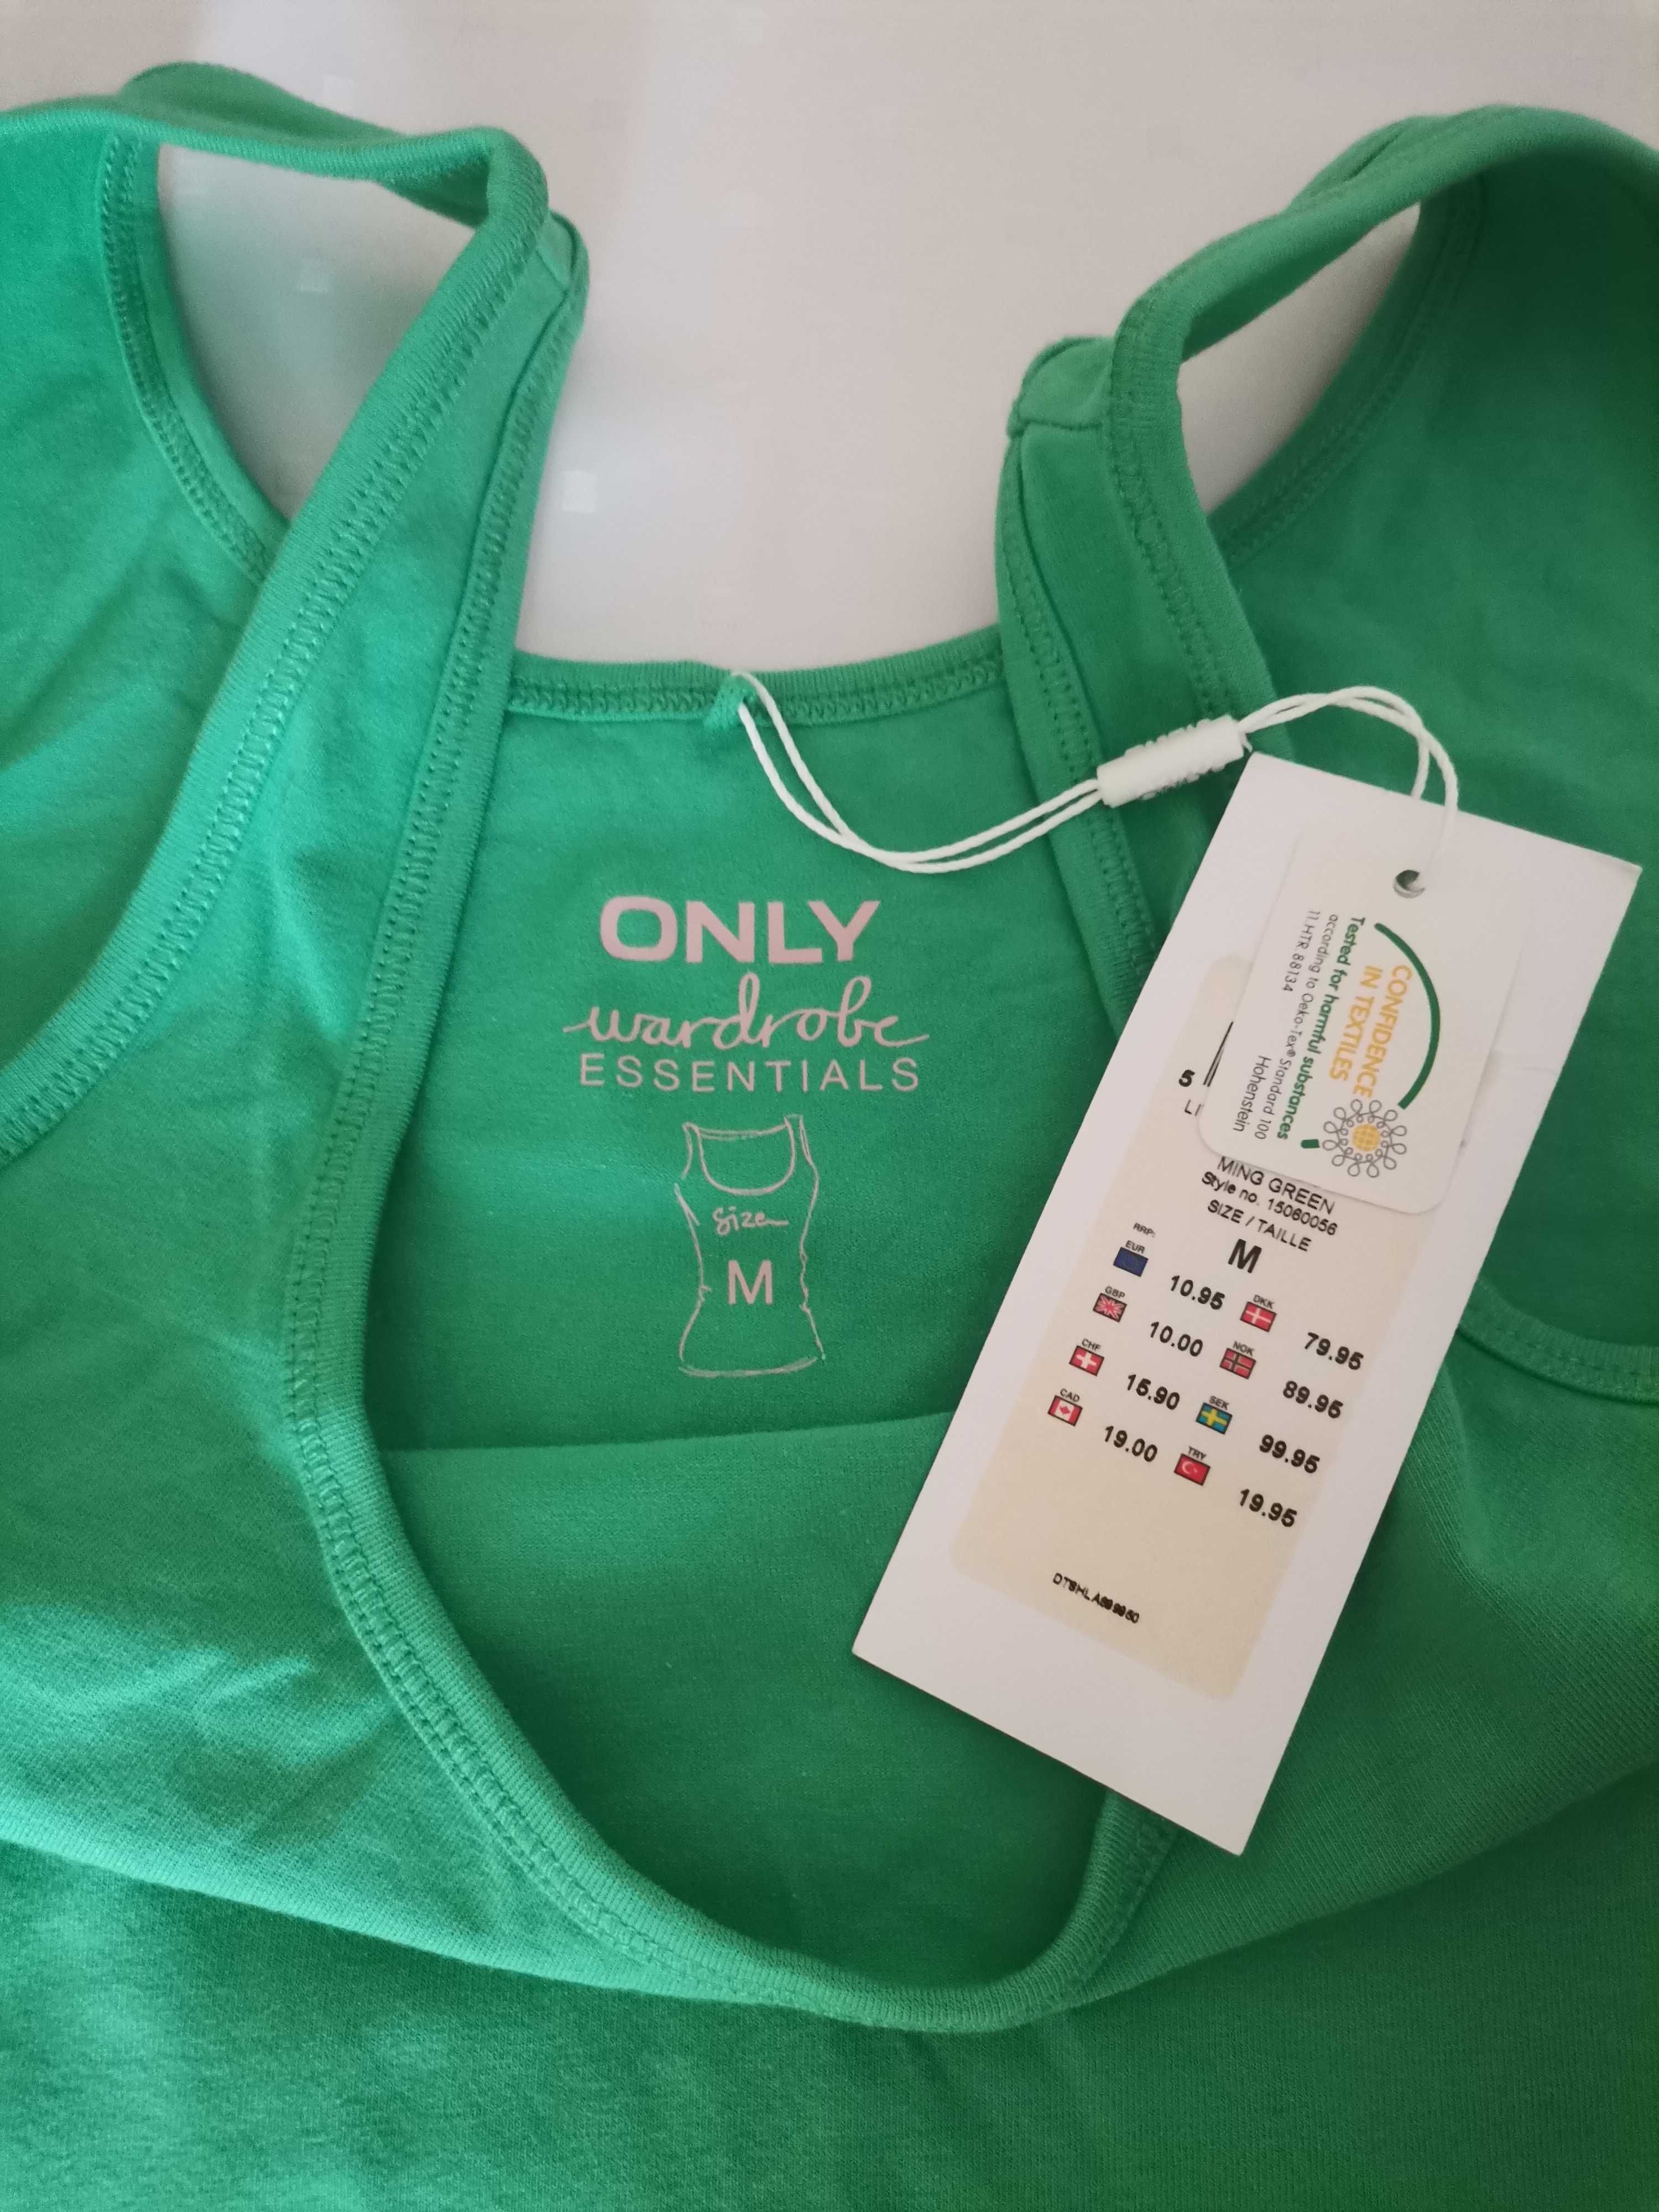 ONLY
wardrobe
ESSENTIALS
size
M
CONFIDENCE
IN TEXTILES
Tested for harmful substances
according to Oeko-Tex® Standard 100
11.HTR.88134
Hohenstein
5
LI
MING GREEN
Style no. 15060056
SIZE / TAILLE
M
RRP:
EUR 10.95 DKK 79.95
GBP 10.00 NOK 89.95
CHF 15.90 SEK 99.95
CAD 19.00 TRY 19.95